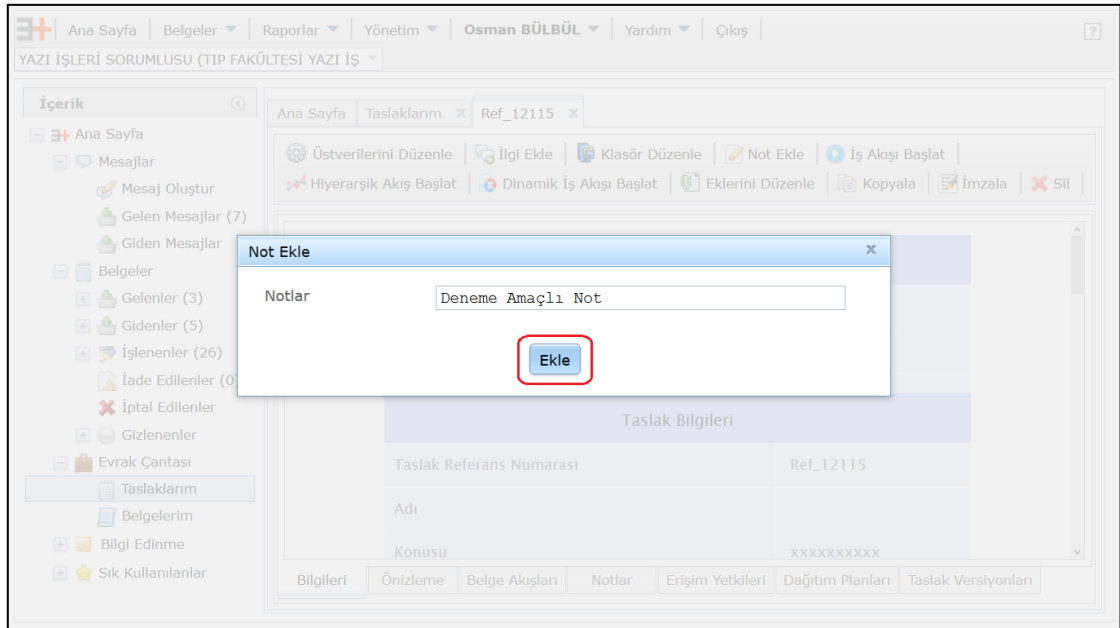 Ana Sayfa Belgeler Raporlar Yönetim Osman BÜLBÜL Yardım Çıkış ?
YAZI İŞLERİ SORUMLUSU (TIP FAKÜLTESİ YAZI İŞ
İçerik
Ana Sayfa
Mesajlar
Mesaj Oluştur
Gelen Mesajlar (7)
Giden Mesajlar
Belgeler
Gelenler (3)
Gidenler (5)
İşlenenler (26)
İade Edilenler (0
İptal Edilenler
Gizlenenler
Evrak Çantası
Taslaklarım
Belgelerim
Bilgi Edinme
Sık Kullanılanlar
Ana Sayfa Taslaklarım x Ref_12115 x
Üstverilerini Düzenle İlgi Ekle Klasör Düzenle Not Ekle İş Akışı Başlat
Hiyerarşik Akış Başlat Dinamik İş Akışı Başlat Eklerini Düzenle Kopyala İmzala Sil
Not Ekle x
Notlar Deneme Amaçlı Not
Ekle
Taslak Bilgileri
Taslak Referans Numarası Ref_12115
Adı
Konusu xxxxxxxxxx
Bilgileri Önizleme Belge Akışları Notlar Erişim Yetkileri Dağıtım Planları Taslak Versiyonları